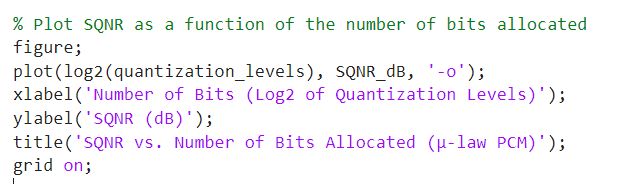 % Plot SQNR as a function of the number of bits allocated
figure;
plot(log2(quantization_levels), SQNR_dB, '-o');
xlabel('Number of Bits (Log2 of Quantization Levels)');
ylabel('SQNR (dB)');
title('SQNR vs. Number of Bits Allocated (μ-law PCM)');
grid on;